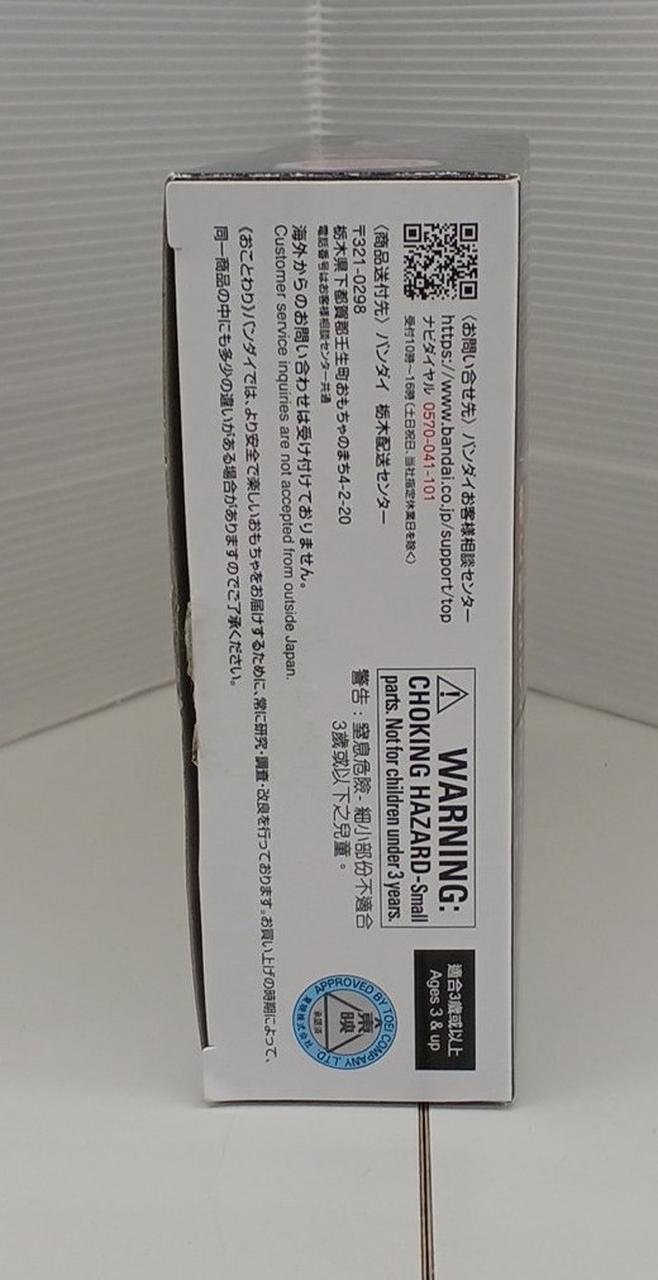 〈お問い合せ先〉バンダイお客様相談センター
https://www.bandai.co.jp/support/top
ナビダイヤル 0570-041-101
受付10時～16時(土日祝日、当社指定休業日を除く)
〈商品送付先〉バンダイ 栃木配送センター
〒321-0298
栃木県下都賀郡壬生町おもちゃのまち4-2-20
電話番号はお客様相談センター共通
海外からのお問い合わせは受け付けておりません。
Customer service inquiries are not accepted from outside Japan.
《おことわり》バンダイでは、より安全で楽しいおもちゃをお届けするために、常に研究・調査・改良を行っております。お買い上げの時期によって、
同一商品の中にも多少の違いがある場合がありますのでご了承ください。
WARNING:
CHOKING HAZARD-Small
parts. Not for children under 3 years.
警告：窒息危險- 細小部份不適合
3歲或以下之兒童。
適合3歲或以上
Ages 3 & up
APPROVED BY TOEI COMPANY, LTD.
東映
承認済
東映株式会社